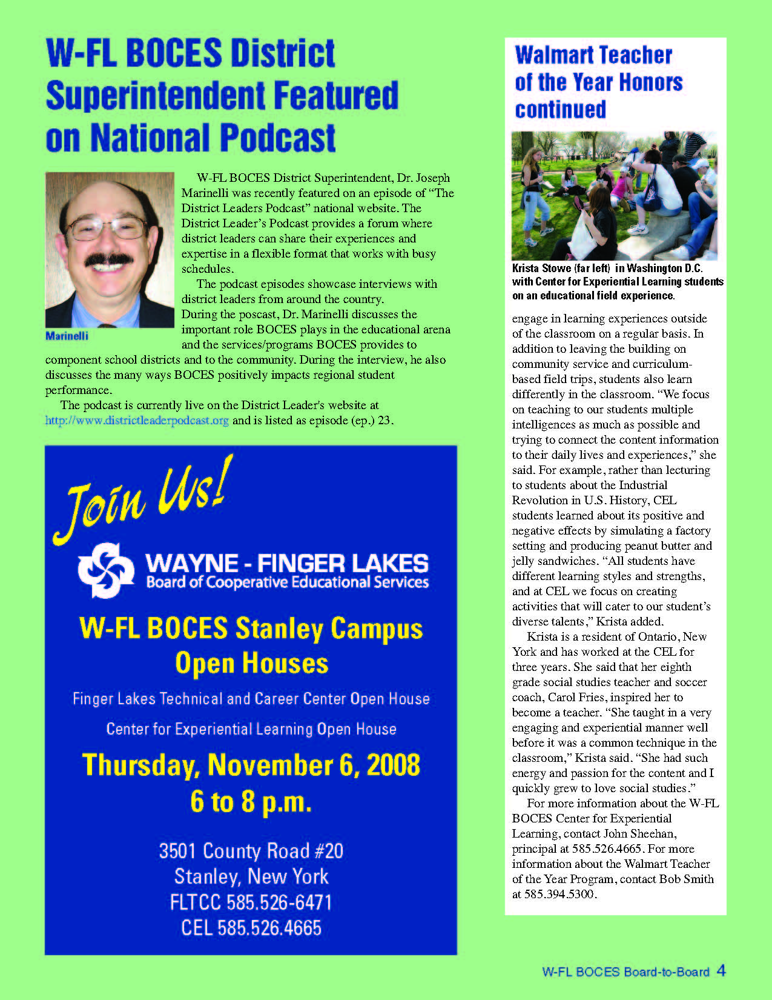 W-FL BOCES District
Superintendent Featured
on National Podcast
W-FL BOCES District Superintendent, Dr. Joseph
Marinelli was recently featured on an episode of “The
District Leaders Podcast” national website. The
District Leader’s Podcast provides a forum where
district leaders can share their experiences and
expertise in a flexible format that works with busy
schedules.
The podcast episodes showcase interviews with
district leaders from around the country.
During the poscast, Dr. Marinelli discusses the
important role BOCES plays in the educational arena
Marinelli
and the services/programs BOCES provides to
component school districts and to the community. During the interview, he also
discusses the many ways BOCES positively impacts regional student
performance.
The podcast is currently live on the District Leader's website at
http://www.districtleaderpodcast.org and is listed as episode (ep.) 23.
Join Us!
WAYNE - FINGER LAKES
Board of Cooperative Educational Services
W-FL BOCES Stanley Campus
Open Houses
Finger Lakes Technical and Career Center Open House
Center for Experiential Learning Open House
Thursday, November 6, 2008
6 to 8 p.m.
3501 County Road #20
Stanley, New York
FLTCC 585.526-6471
CEL 585.526.4665
Walmart Teacher
of the Year Honors
continued
Krista Stowe (far left) in Washington D.C.
with Center for Experiential Learning students
on an educational field experience.
engage in learning experiences outside
of the classroom on a regular basis. In
addition to leaving the building on
community service and curriculum-
based field trips, students also learn
differently in the classroom. “We focus
on teaching to our students multiple
intelligences as much as possible and
trying to connect the content information
to their daily lives and experiences,” she
said. For example, rather than lecturing
to students about the Industrial
Revolution in U.S. History, CEL
students learned about its positive and
negative effects by simulating a factory
setting and producing peanut butter and
jelly sandwiches. “All students have
different learning styles and strengths,
and at CEL we focus on creating
activities that will cater to our student’s
diverse talents,” Krista added.
Krista is a resident of Ontario, New
York and has worked at the CEL for
three years. She said that her eighth
grade social studies teacher and soccer
coach, Carol Fries, inspired her to
become a teacher. “She taught in a very
engaging and experiential manner well
before it was a common technique in the
classroom,” Krista said. “She had such
energy and passion for the content and I
quickly grew to love social studies.”
For more information about the W-FL
BOCES Center for Experiential
Learning, contact John Sheehan,
principal at 585.526.4665. For more
information about the Walmart Teacher
of the Year Program, contact Bob Smith
at 585.394.5300.
W-FL BOCES Board-to-Board 4